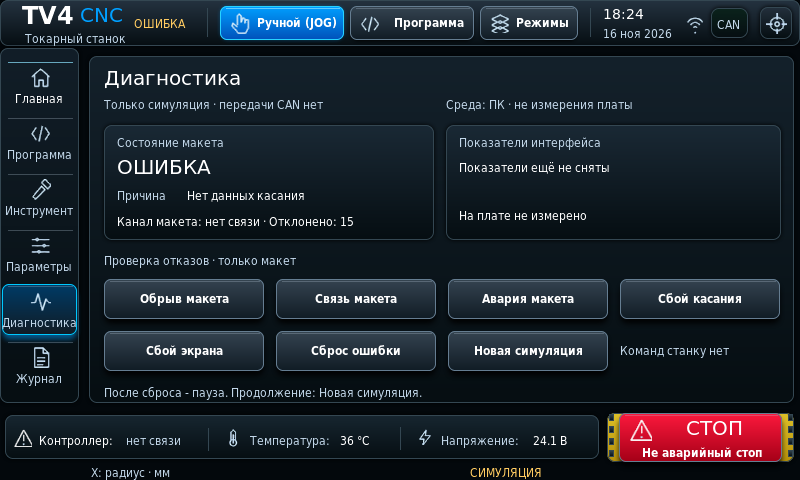 TV4 CNC ОШИБКА
Токарный станок
Ручной (JOG)
Программа
Режимы
18:24
16 ноя 2026
CAN
Главная
Программа
Инструмент
Параметры
Диагностика
Журнал
Диагностика
Только симуляция · передачи CAN нет
Среда: ПК · не измерения платы
Состояние макета
ОШИБКА
Причина Нет данных касания
Канал макета: нет связи · Отклонено: 15
Показатели интерфейса
Показатели ещё не сняты
На плате не измерено
Проверка отказов · только макет
Обрыв макета
Связь макета
Авария макета
Сбой касания
Сбой экрана
Сброс ошибки
Новая симуляция
Команд станку нет
После сброса - пауза. Продолжение: Новая симуляция.
Контроллер: нет связи
Температура: 36 °C
Напряжение: 24.1 В
СТОП
Не аварийный стоп
X: радиус · мм
СИМУЛЯЦИЯ